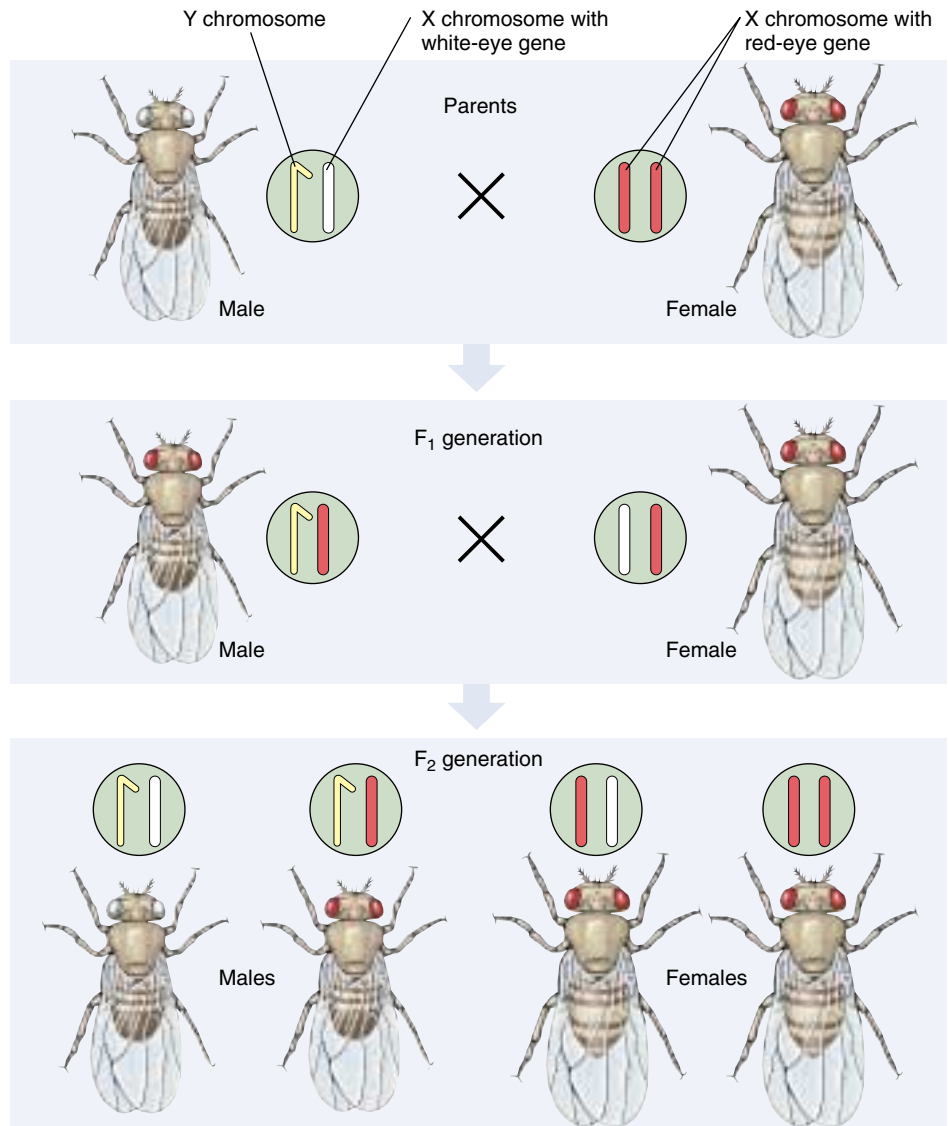 Y chromosome
X chromosome with
white-eye gene
X chromosome with
red-eye gene
Parents
Male
Female
F₁ generation
Male
Female
F₂ generation
Males
Females